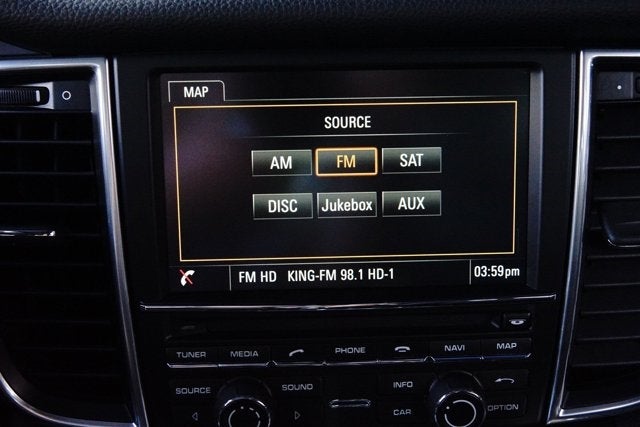 MAP
SOURCE
AM FM SAT
DISC Jukebox AUX
FM HD KING-FM 98.1 HD-1 03:59pm
TUNER MEDIA PHONE NAVI MAP
SOURCE SOUND INFO
CAR OPTION